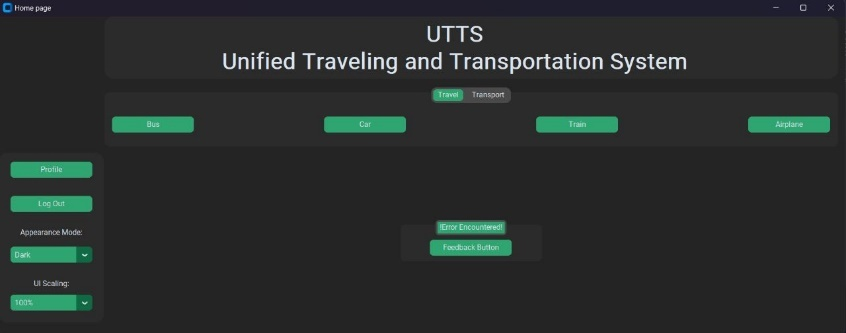 Home page
UTTS
Unified Traveling and Transportation System
Travel Transport
Bus Car Train Airplane
Profile
Log Out
Appearance Mode:
Dark
UI Scaling:
100%
!Error Encountered!
Feedback Button